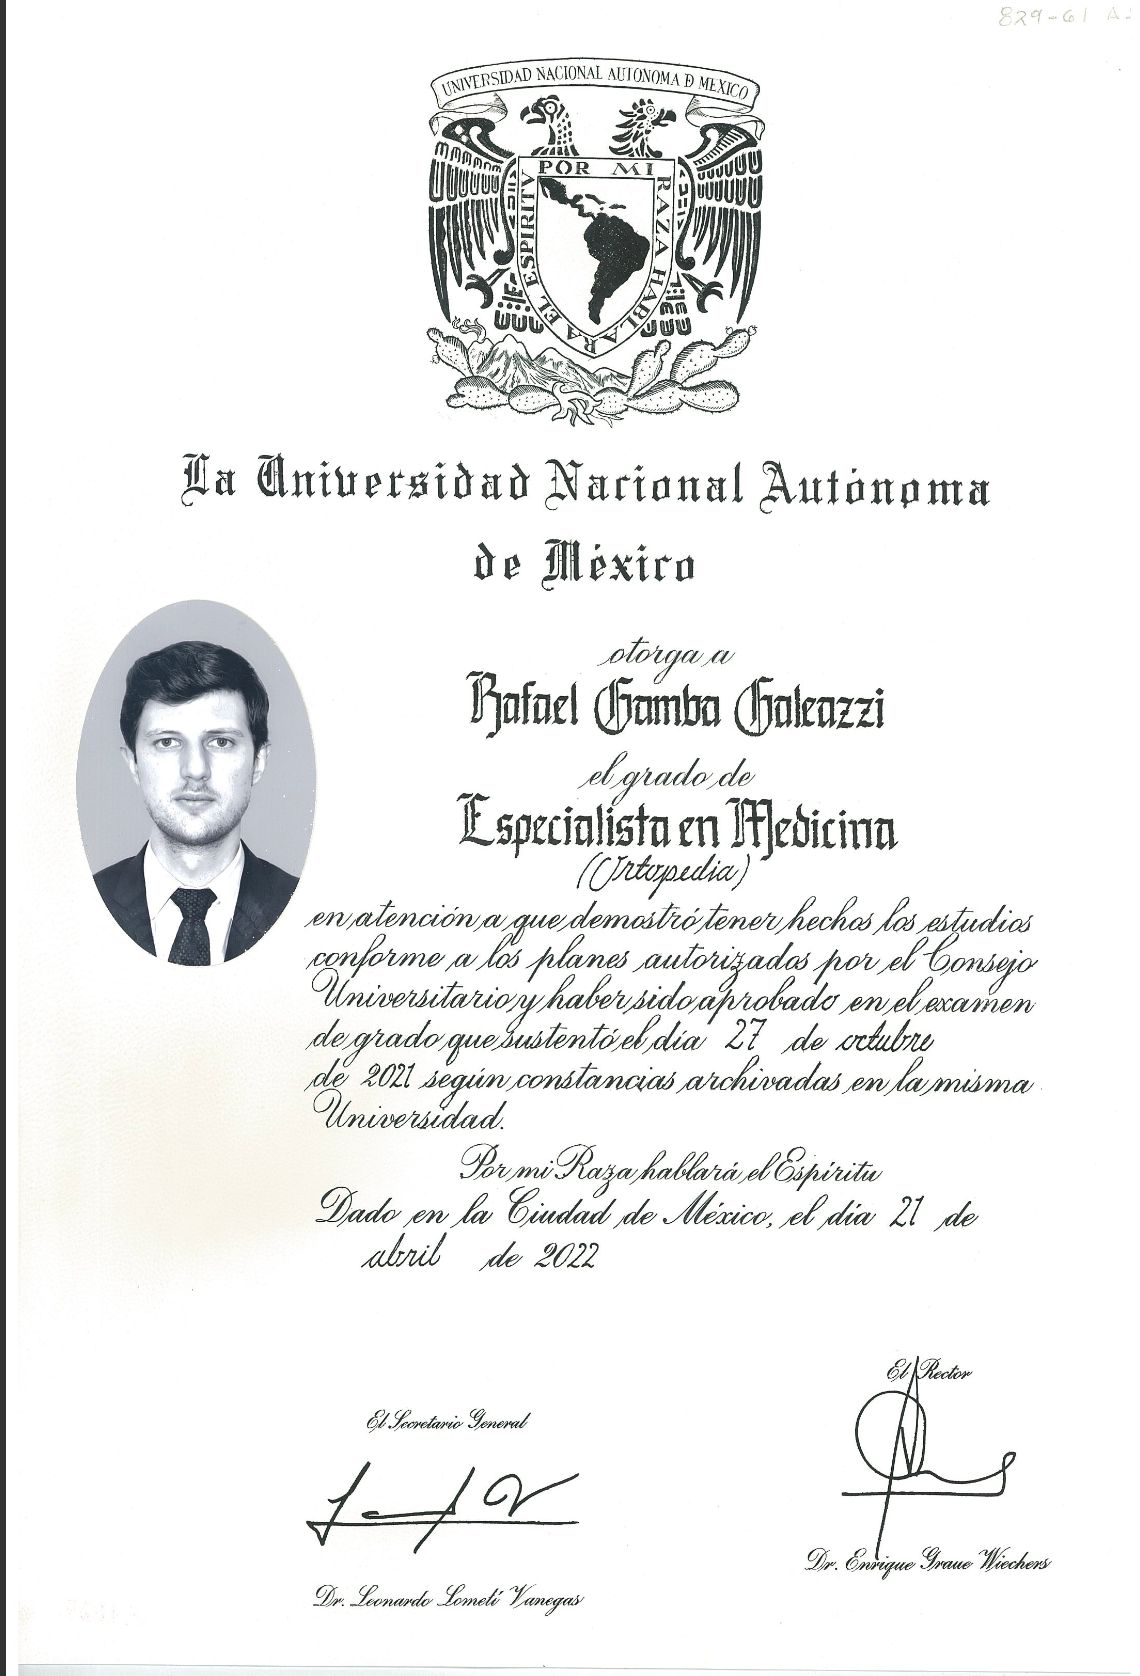 829-61 A-
UNIVERSIDAD NACIONAL AUTONOMA D MEXICO
POR MI RAZA HABLARA EL ESPIRITV
La Universidad Nacional Autónoma
de México
otorga a
Rafael Gamba Galeazzi
el grado de
Especialista en Medicina
(Ortopedia)
en atención a que demostró tener hechos los estudios
conforme a los planes autorizados por el Consejo
Universitario y haber sido aprobado en el examen
de grado que sustentó el día 27 de octubre
de 2021 según constancias archivadas en la misma
Universidad.
Por mi Raza hablará el Espíritu
Dado en la Ciudad de México, el día 21 de
abril de 2022
El Rector
El Secretario General
Dr. Enrique Graue Wiechers
Dr. Leonardo Lomelí Vanegas